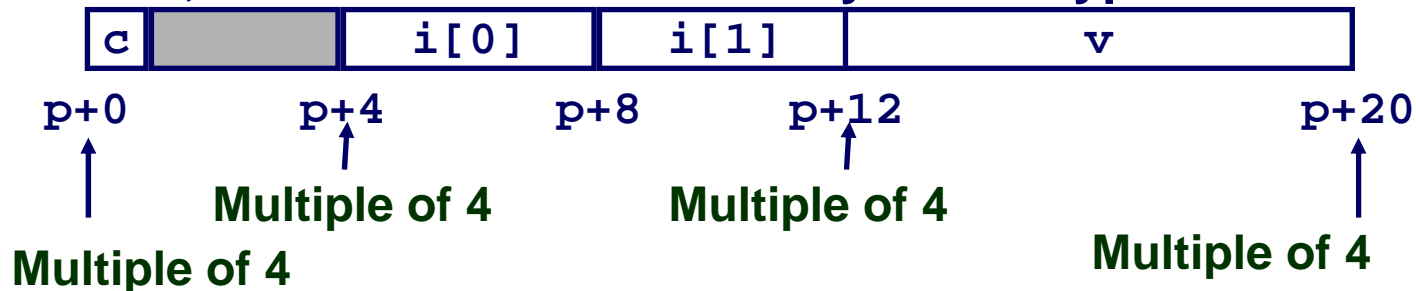 c i[0] i[1] v
p+0 p+4 p+8 p+12 p+20
Multiple of 4 Multiple of 4
Multiple of 4 Multiple of 4